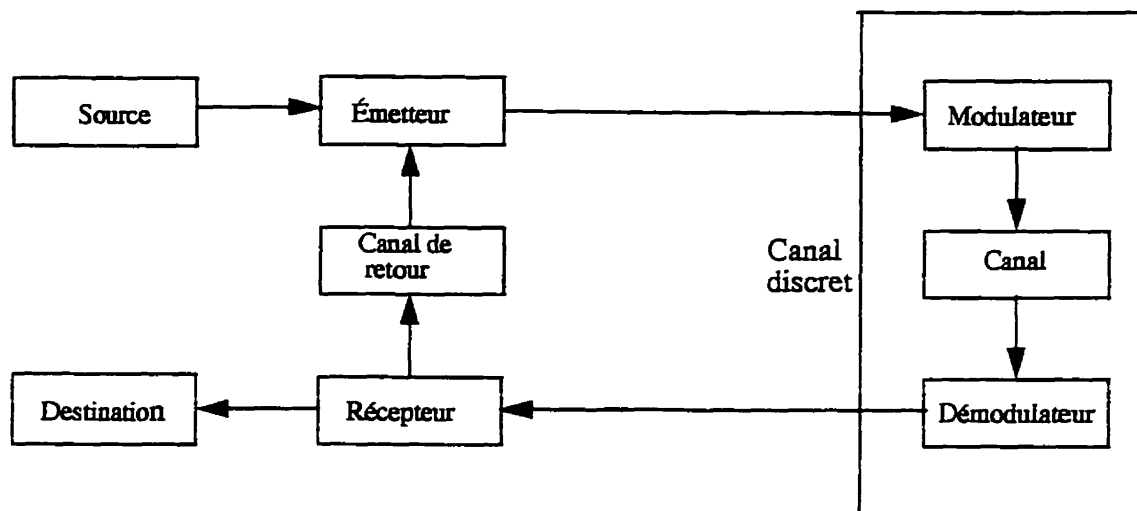 Source
Émetteur
Modulateur
Canal de
retour
Canal
discret
Canal
Destination
Récepteur
Démodulateur